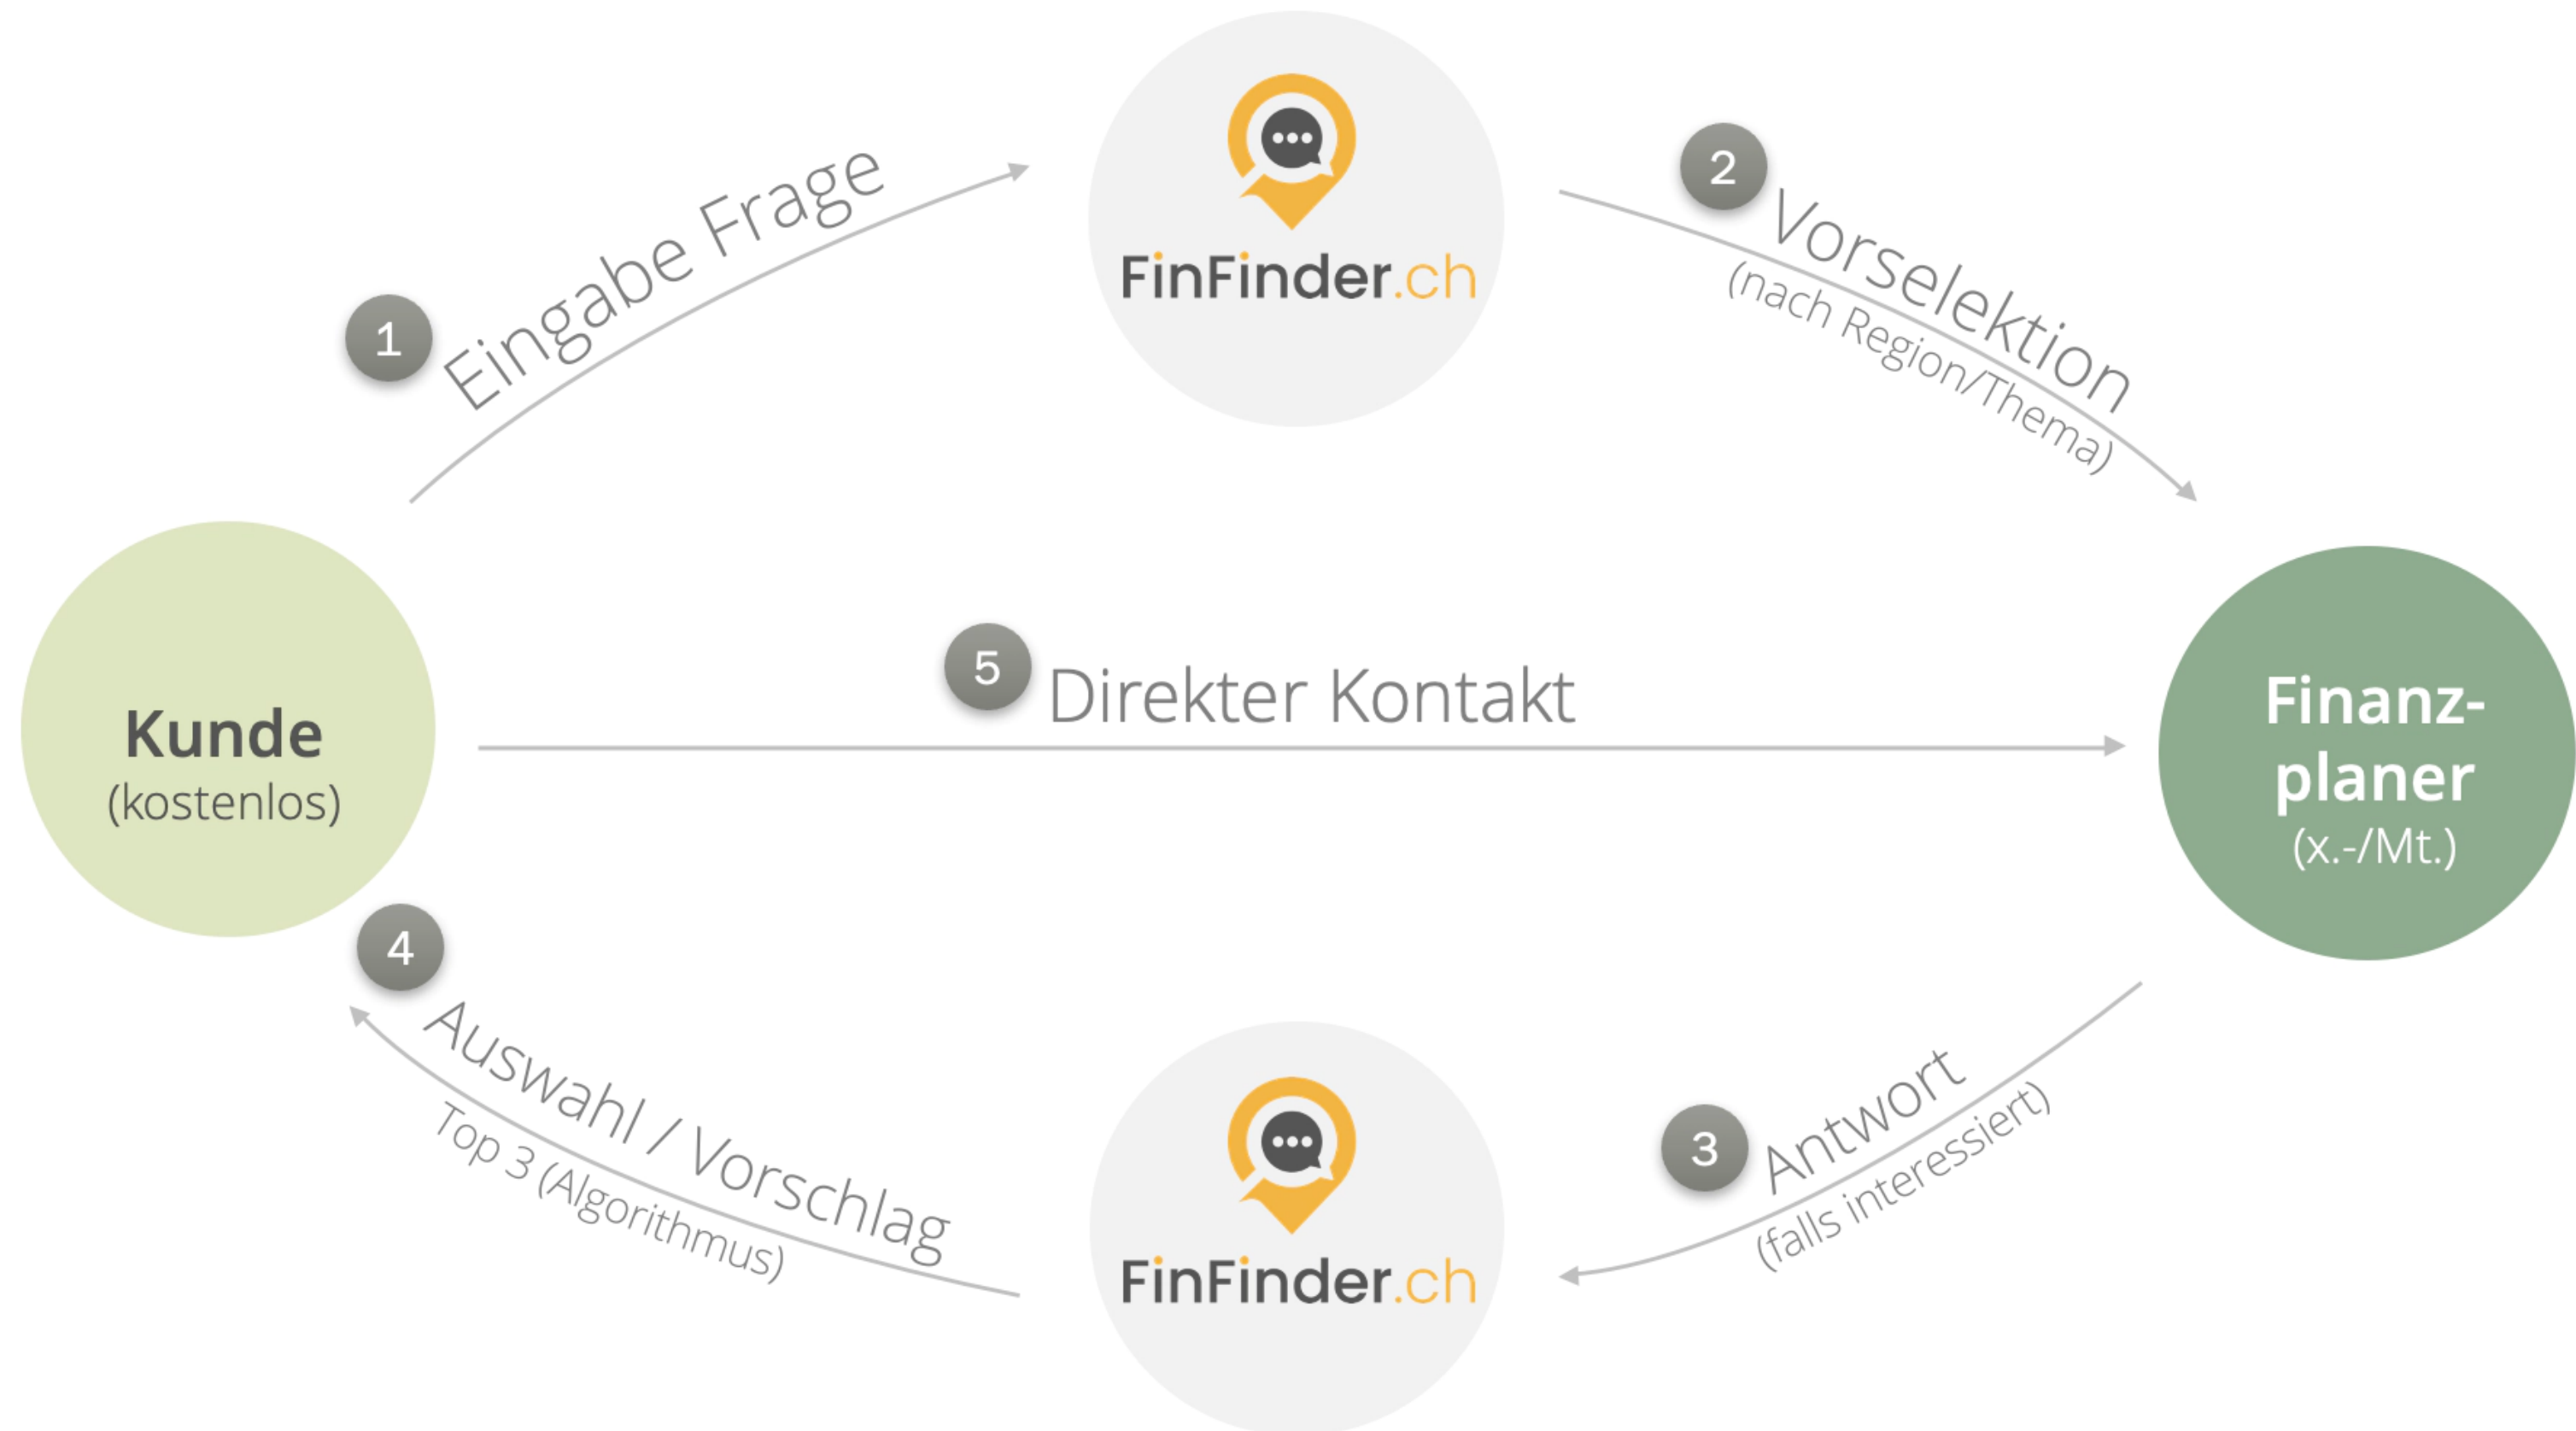 FinFinder.ch
1
Eingabe Frage
2
Vorselektion
(nach Region/Thema)
Kunde
(kostenlos)
5
Direkter Kontakt
Finanz-
planer
(x.-/Mt.)
4
Auswahl / Vorschlag
Top 3 (Algorithmus)
FinFinder.ch
3
Antwort
(falls interessiert)